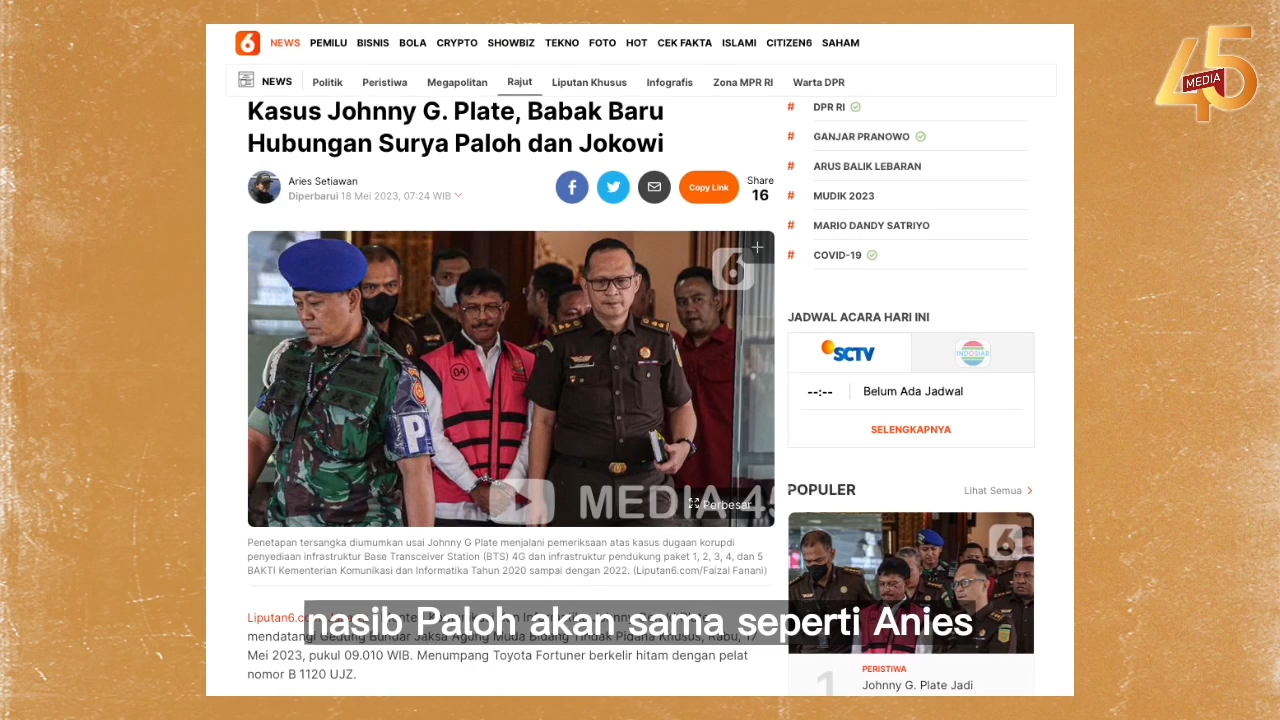 6 NEWS PEMILU BISNIS BOLA CRYPTO SHOWBIZ TEKNO FOTO HOT CEK FAKTA ISLAMI CITIZEN6 SAHAM
NEWS Politik Peristiwa Megapolitan Rajut Liputan Khusus Infografis Zona MPR RI Warta DPR
45
MEDIA
Kasus Johnny G. Plate, Babak Baru
Hubungan Surya Paloh dan Jokowi
Aries Setiawan
Diperbarui 18 Mei 2023, 07:24 WIB
Copy Link
Share
16
04
P
6
MEDIA 45
Perbesar
Penetapan tersangka diumumkan usai Johnny G Plate menjalani pemeriksaan atas kasus dugaan korupdi
penyediaan infrastruktur Base Transceiver Station (BTS) 4G dan infrastruktur pendukung paket 1, 2, 3, 4, dan 5
BAKTI Kementerian Komunikasi dan Informatika Tahun 2020 sampai dengan 2022. (Liputan6.com/Faizal Fanani)
Liputan6.co
nasib Paloh akan sama seperti Anies
mendatangi Gedung Bundar Jaksa Agung Muda Bidang Tindak Pidana Khusus, Rabu, 17
Mei 2023, pukul 09.010 WIB. Menumpang Toyota Fortuner berkelir hitam dengan pelat
nomor B 1120 UJZ.
# DPR RI
# GANJAR PRANOWO
# ARUS BALIK LEBARAN
# MUDIK 2023
# MARIO DANDY SATRIYO
# COVID-19
JADWAL ACARA HARI INI
SCTV
INDOSIAR
--:-- Belum Ada Jadwal
SELENGKAPNYA
POPULER
Lihat Semua
6
1
PERISTIWA
Johnny G. Plate Jadi